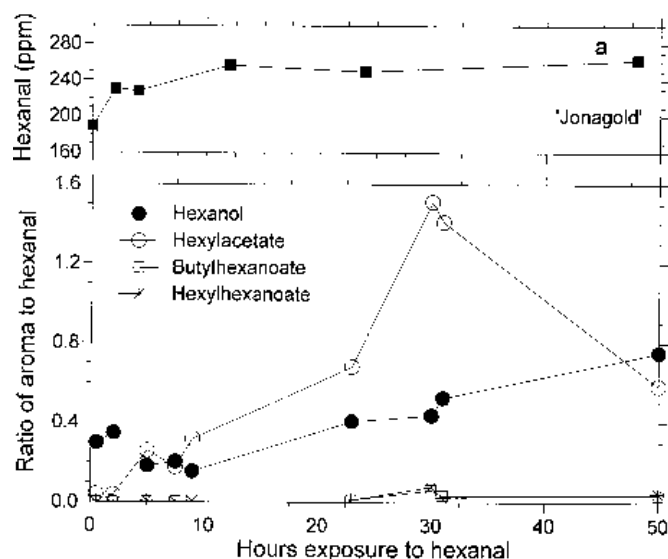 Hexanal (ppm)
280
240
200
160
a
'Jonagold'
Ratio of aroma to hexanal
1.6
1.2
0.8
0.4
0.0
Hexanol
Hexylacetate
Butylhexanoate
Hexylhexanoate
0 10 20 30 40 50
Hours exposure to hexanal